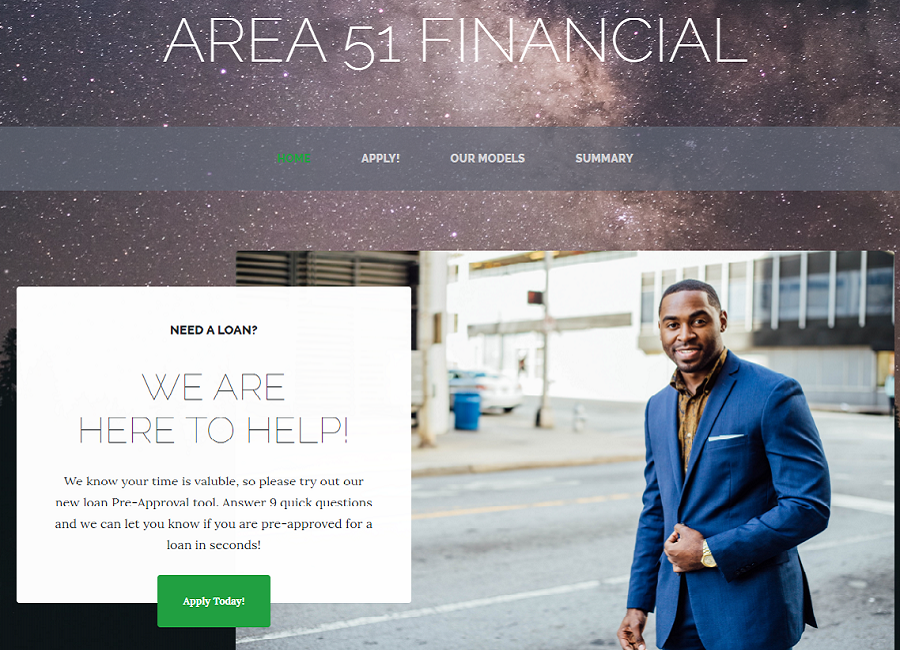 AREA 51 FINANCIAL
HOME APPLY! OUR MODELS SUMMARY
NEED A LOAN?
WE ARE
HERE TO HELP!
We know your time is valuble, so please try out our
new loan Pre-Approval tool. Answer 9 quick questions
and we can let you know if you are pre-approved for a
loan in seconds!
Apply Today!